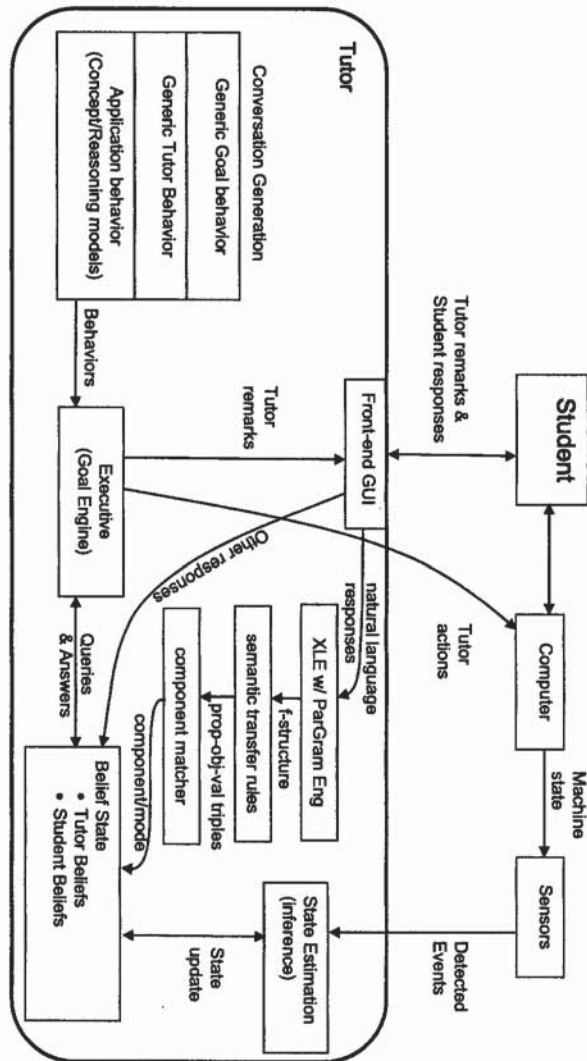 Student
Computer
Machine
state
Sensors
Tutor remarks &
Student responses
Tutor
actions
Detected
Events
Tutor
Front-end GUI
Conversation Generation
Generic Goal behavior
Generic Tutor Behavior
Application behavior
(Concept/Reasoning models)
Tutor
remarks
natural language
responses
XLE w/ ParGram Eng
f-structure
semantic transfer rules
prop-obj-val triples
component matcher
component/mode
State Estimation
(inference)
Other responses
Behaviors
Executive
(Goal Engine)
Queries
& Answers
State
update
Belief State
• Tutor Beliefs
• Student Beliefs